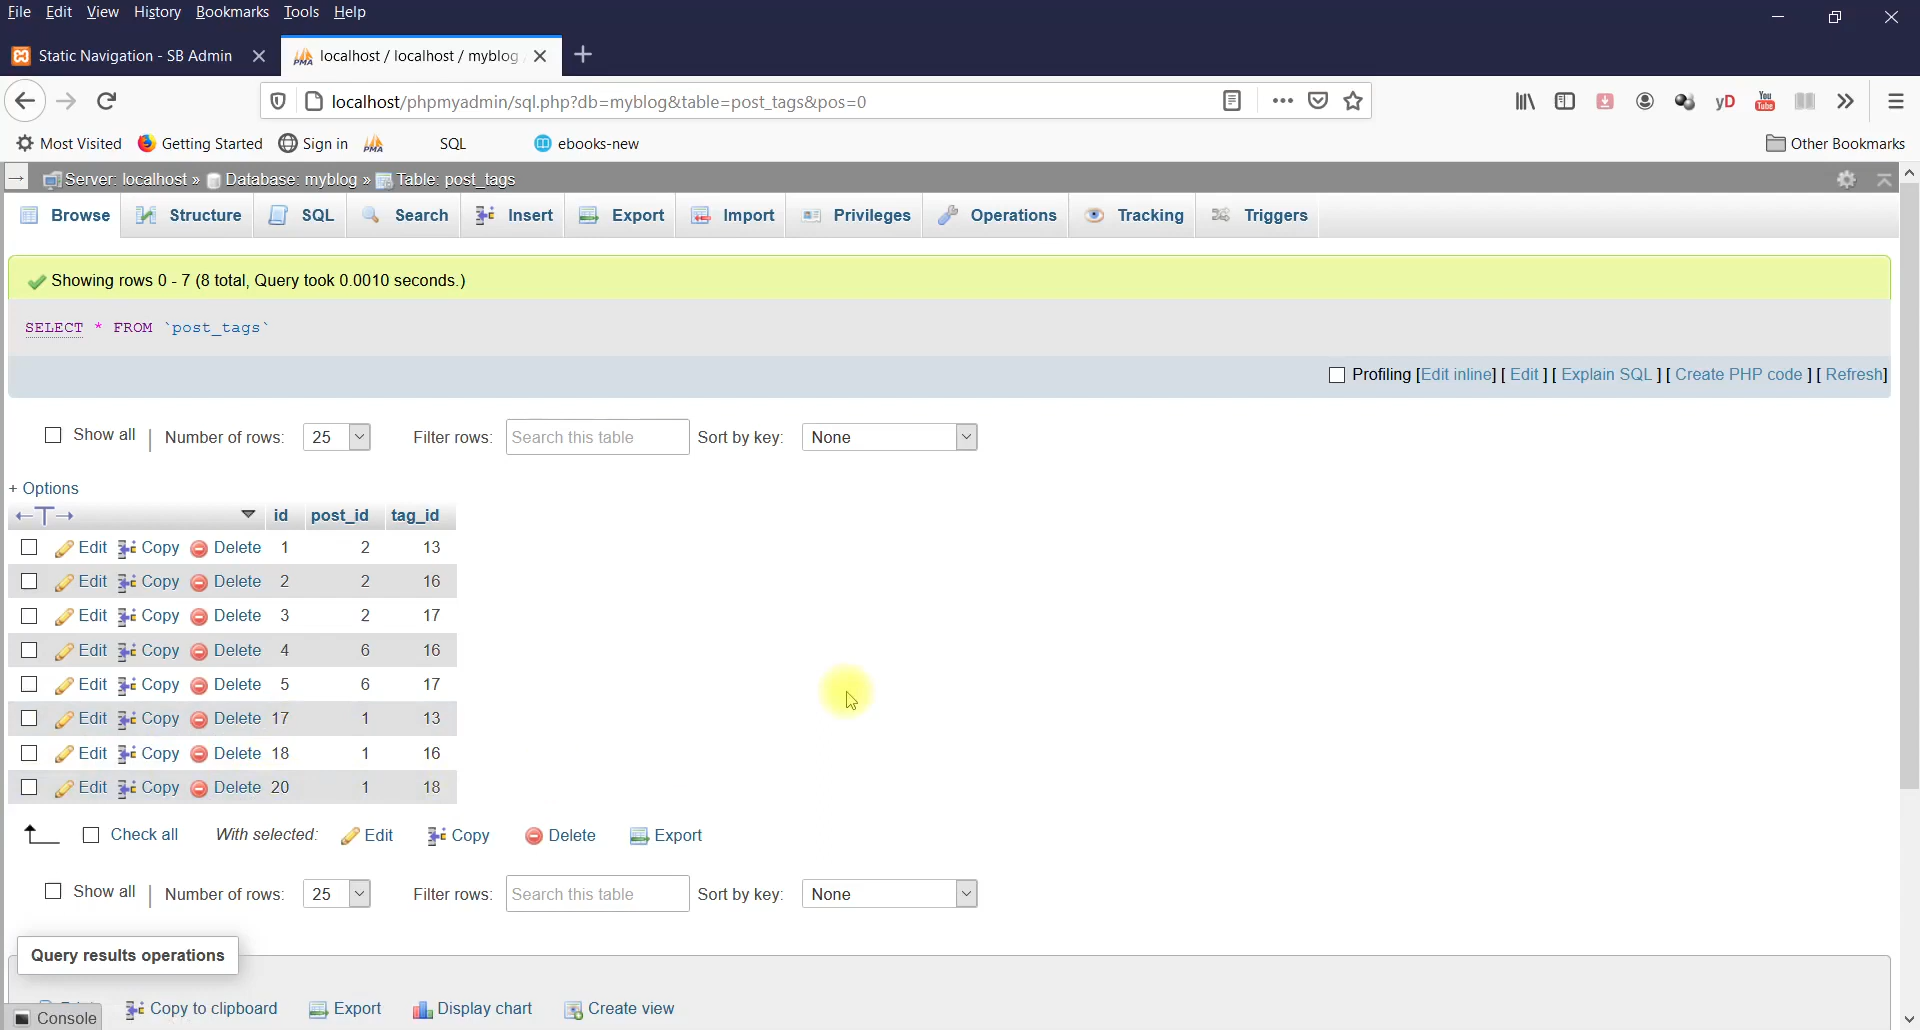 File Edit View History Bookmarks Tools Help
Static Navigation - SB Admin
PMA localhost / localhost / myblog
localhost/phpmyadmin/sql.php?db=myblog&table=post_tags&pos=0
yD You Tube
Most Visited Getting Started Sign in PMA SQL ebooks-new Other Bookmarks
Server: localhost » Database: myblog » Table: post_tags
Browse Structure SQL Search Insert Export Import Privileges Operations Tracking Triggers
Showing rows 0 - 7 (8 total, Query took 0.0010 seconds.)
SELECT * FROM `post_tags`
Profiling [Edit inline] [ Edit ] [ Explain SQL ] [ Create PHP code ] [ Refresh]
Show all | Number of rows: 25 Filter rows: Search this table Sort by key: None
+ Options
←T→ id post_id tag_id
Edit Copy Delete 1 2 13
Edit Copy Delete 2 2 16
Edit Copy Delete 3 2 17
Edit Copy Delete 4 6 16
Edit Copy Delete 5 6 17
Edit Copy Delete 17 1 13
Edit Copy Delete 18 1 16
Edit Copy Delete 20 1 18
Check all With selected: Edit Copy Delete Export
Show all | Number of rows: 25 Filter rows: Search this table Sort by key: None
Query results operations
Copy to clipboard Export Display chart Create view
Console